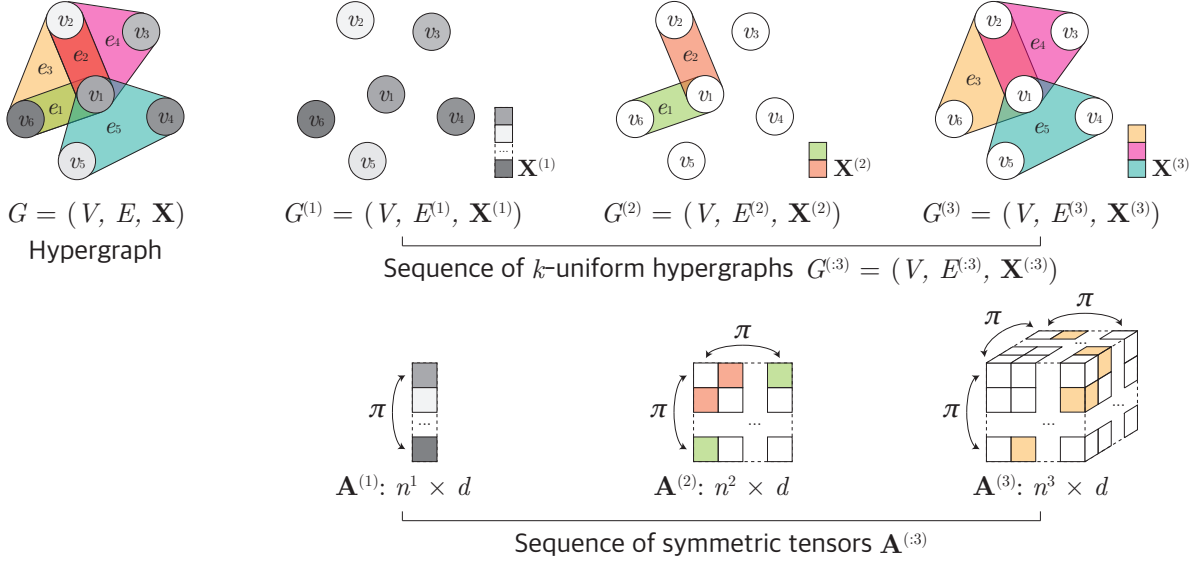 v₂ v₃ e₄ e₂ e₃ v₁ e₁ v₆ v₄ e₅ v₅
G = (V, E, X)
Hypergraph
v₂ v₃ v₁ v₆ v₄ v₅ ... X⁽¹⁾
G⁽¹⁾ = (V, E⁽¹⁾, X⁽¹⁾)
v₂ v₃ e₂ e₁ v₁ v₆ v₄ v₅ X⁽²⁾
G⁽²⁾ = (V, E⁽²⁾, X⁽²⁾)
v₂ v₃ e₄ e₃ v₁ v₆ v₄ e₅ v₅ X⁽³⁾
G⁽³⁾ = (V, E⁽³⁾, X⁽³⁾)
Sequence of k-uniform hypergraphs G⁽:³⁾ = (V, E⁽:³⁾, X⁽:³⁾)
π ...
A⁽¹⁾: n¹ × d
π π ...
A⁽²⁾: n² × d
π π π ... ... ...
A⁽³⁾: n³ × d
Sequence of symmetric tensors A⁽:³⁾